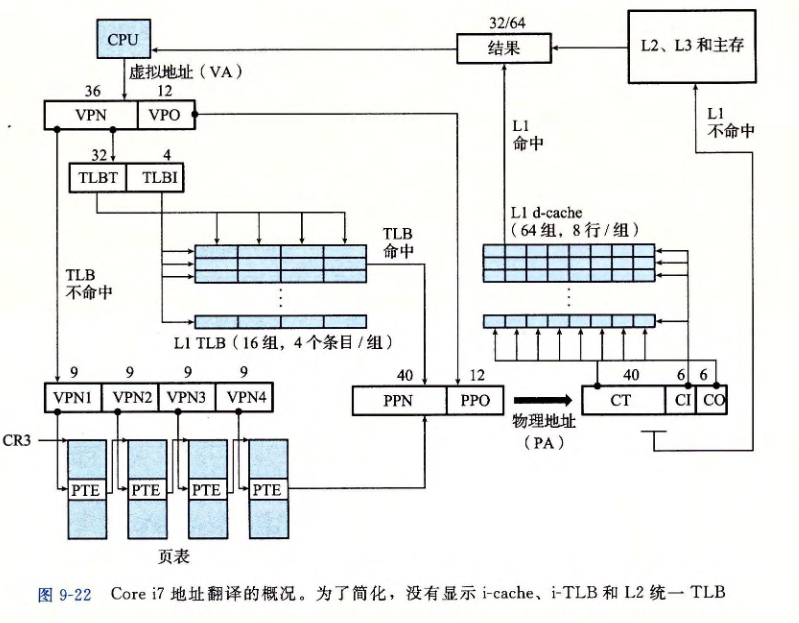 32/64
CPU
结果
L2、L3 和主存
虚拟地址（VA）
36 12
VPN VPO
L1
命中
L1
不命中
32 4
TLBT TLBI
TLB
命中
L1 d-cache
（64 组，8 行/组）
TLB
不命中
L1 TLB（16 组，4 个条目/组）
9 9 9 9
VPN1 VPN2 VPN3 VPN4
40 12
PPN PPO
物理地址
（PA）
40 6 6
CT CI CO
CR3
PTE PTE PTE PTE
页表
图 9-22 Core i7 地址翻译的概况。为了简化，没有显示 i-cache、i-TLB 和 L2 统一 TLB